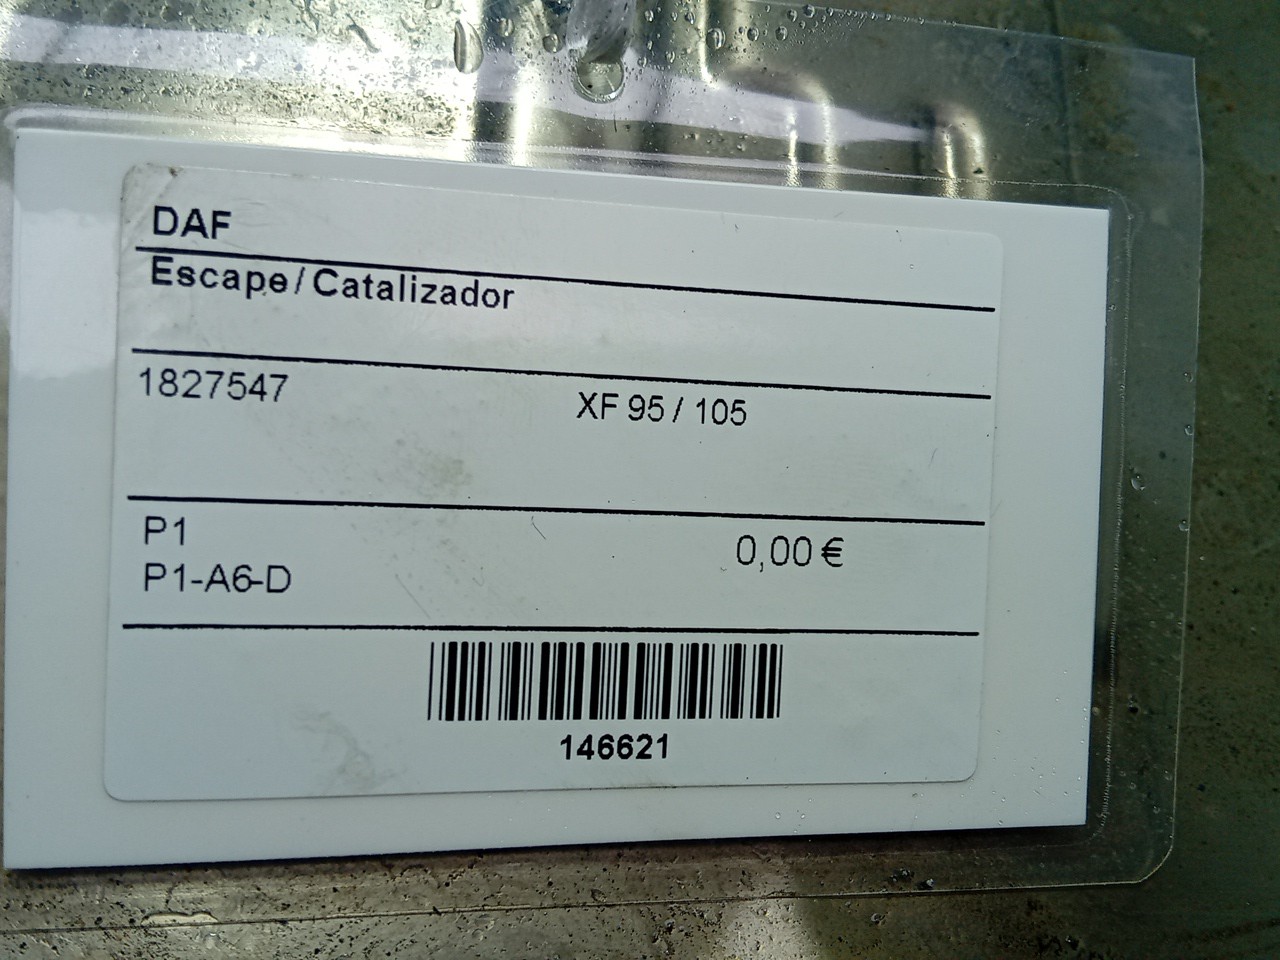 DAF
Escape/Catalizador
1827547 XF 95 / 105
P1 0,00 €
P1-A6-D
146621